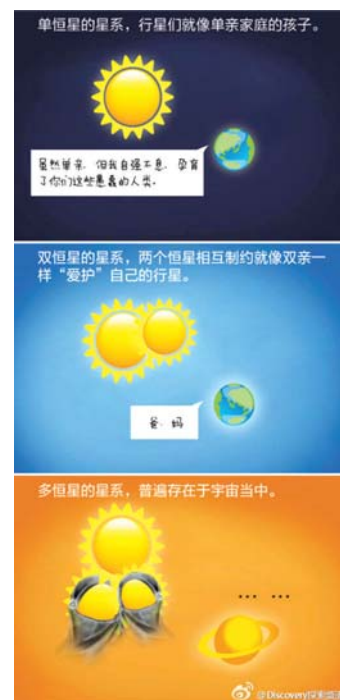 单恒星的星系，行星们就像单亲家庭的孩子。
虽然单亲，但我自强不息，孕育
了你们这些愚蠢的人类。
双恒星的星系，两个恒星相互制约就像双亲一
样“爱护”自己的行星。
爸，妈
多恒星的星系，普遍存在于宇宙当中。
... ...